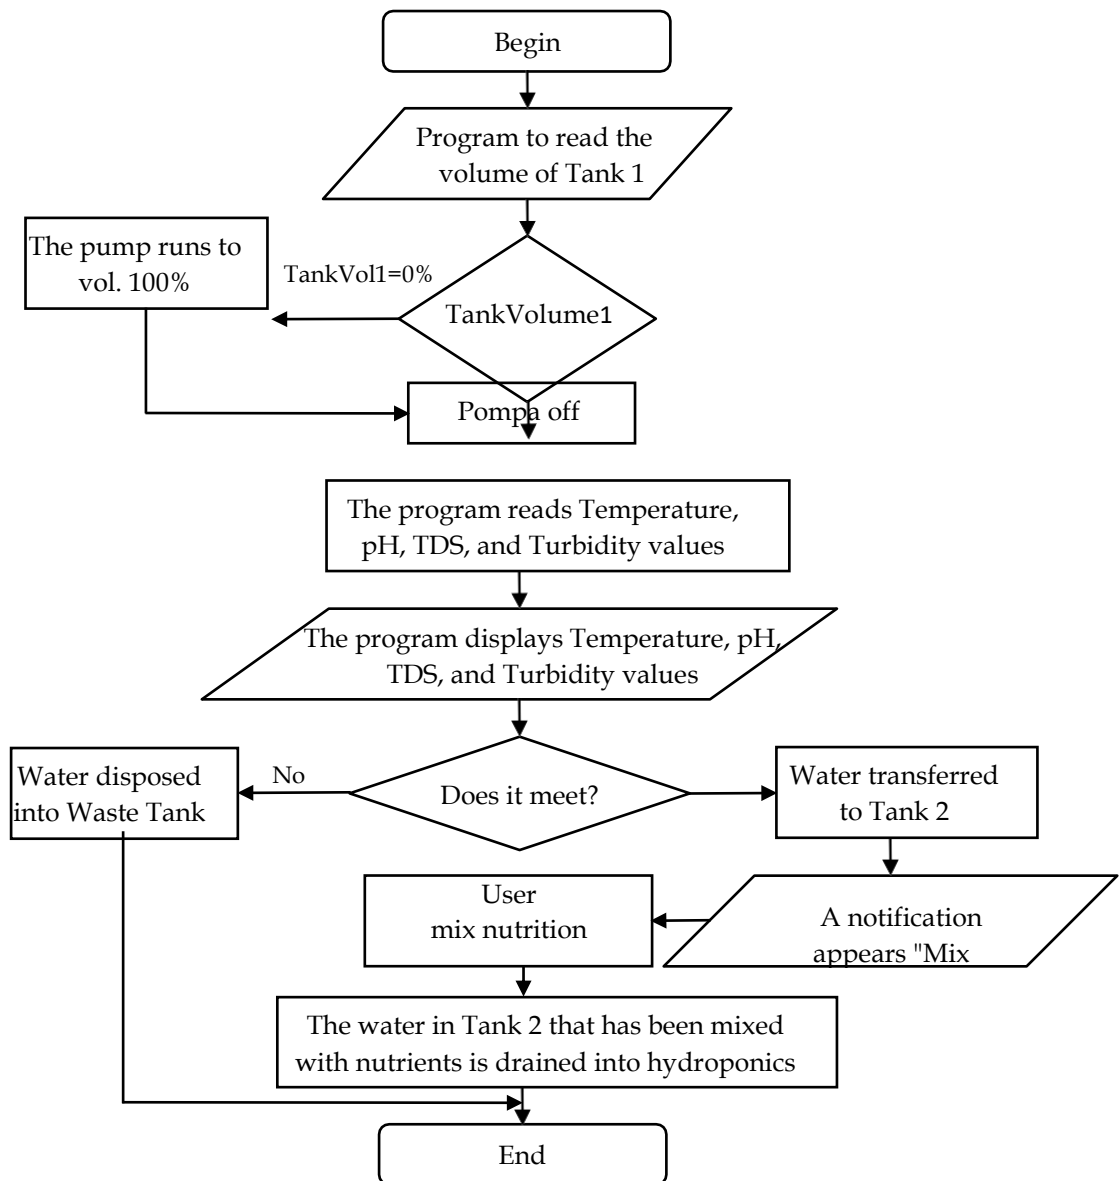 Begin
Program to read the
volume of Tank 1
The pump runs to
vol. 100%
TankVol1=0%
TankVolume1
Pompa off
The program reads Temperature,
pH, TDS, and Turbidity values
The program displays Temperature, pH,
TDS, and Turbidity values
Water disposed
into Waste Tank
No
Does it meet?
Water transferred
to Tank 2
User
mix nutrition
A notification
appears "Mix
The water in Tank 2 that has been mixed
with nutrients is drained into hydroponics
End